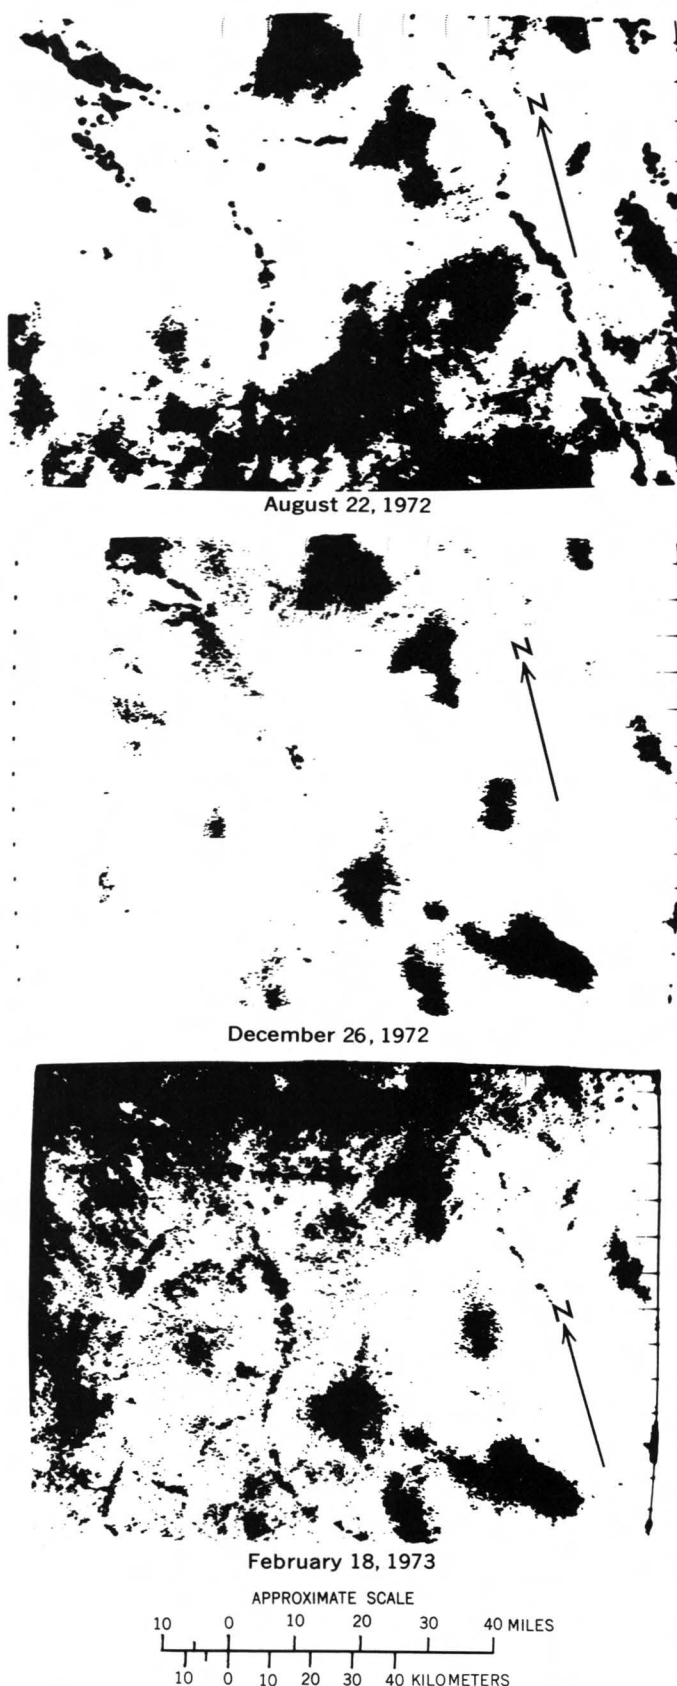 N
August 22, 1972
N
December 26, 1972
N
February 18, 1973
APPROXIMATE SCALE
10 0 10 20 30 40 MILES
10 0 10 20 30 40 KILOMETERS